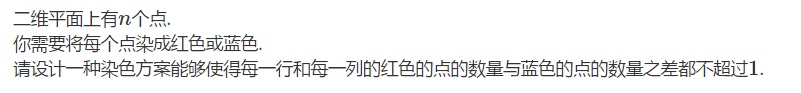 二维平面上有n个点.
你需要将每个点染成红色或蓝色.
请设计一种染色方案能够使得每一行和每一列的红色的点的数量与蓝色的点的数量之差都不超过1.